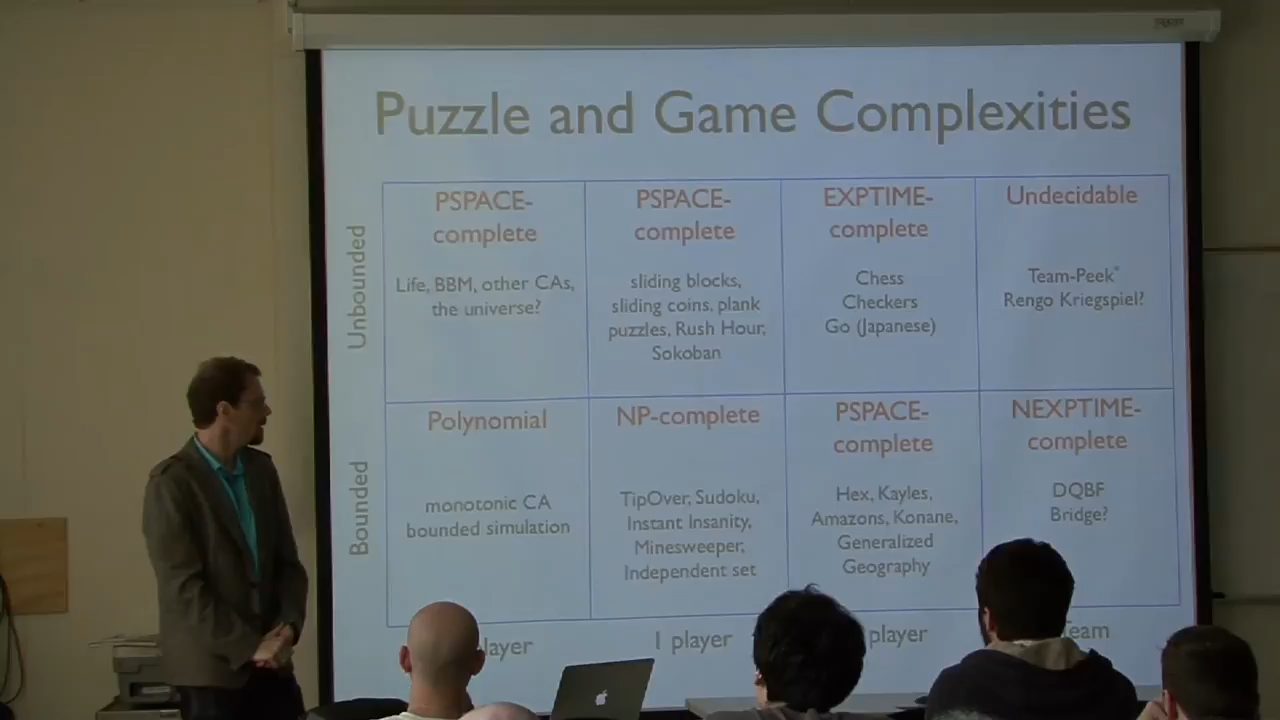 Puzzle and Game Complexities
Unbounded
PSPACE-
complete
Life, BBM, other CAs,
the universe?
PSPACE-
complete
sliding blocks,
sliding coins, plank
puzzles, Rush Hour,
Sokoban
EXPTIME-
complete
Chess
Checkers
Go (Japanese)
Undecidable
Team-Peek*
Rengo Kriegspiel?
Bounded
Polynomial
monotonic CA
bounded simulation
NP-complete
TipOver, Sudoku,
Instant Insanity,
Minesweeper,
Independent set
PSPACE-
complete
Hex, Kayles,
Amazons, Konane,
Generalized
Geography
NEXPTIME-
complete
DQBF
Bridge?
layer
1 player
player
Team